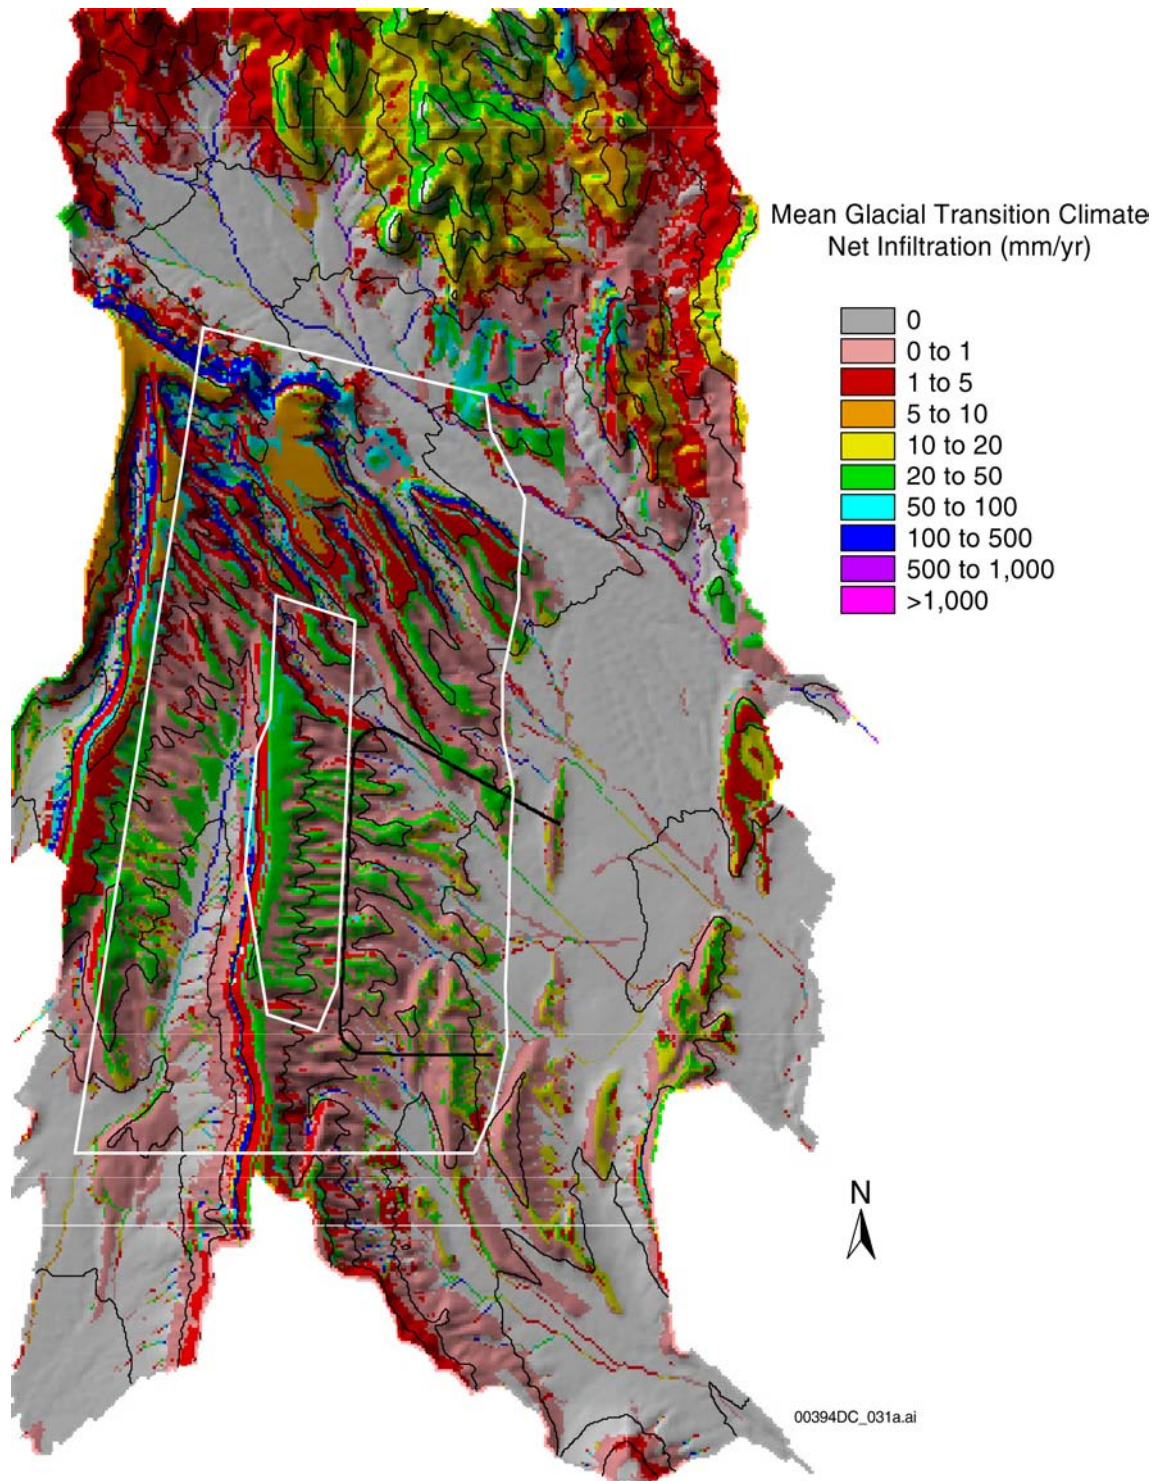 Mean Glacial Transition Climate
Net Infiltration (mm/yr)
0
0 to 1
1 to 5
5 to 10
10 to 20
20 to 50
50 to 100
100 to 500
500 to 1,000
>1,000
N
00394DC_031a.ai